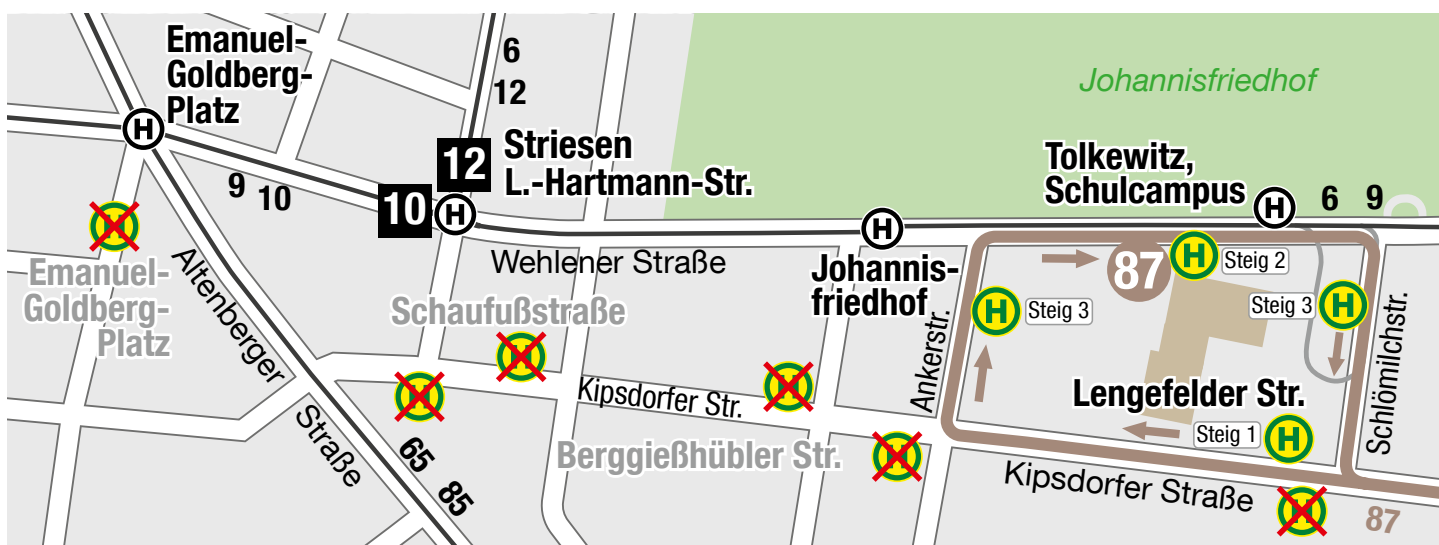 Emanuel-
Goldberg-
Platz
H
6
12
Johannisfriedhof
12
Striesen
L.-Hartmann-Str.
10
H
9 10
Tolkewitz,
Schulcampus
H
6 9
H
Emanuel-
Goldberg-
Platz
Altenberger
Straße
Wehlener Straße
H
Johannis-
friedhof
87
H
Steig 2
H
Steig 3
Steig 3
H
Schaufußstraße
H
H
Kipsdorfer Str.
H
Ankerstr.
Schlömilchstr.
Lengefelder Str.
Steig 1
H
Berggießhübler Str.
H
65
85
Kipsdorfer Straße
H
87